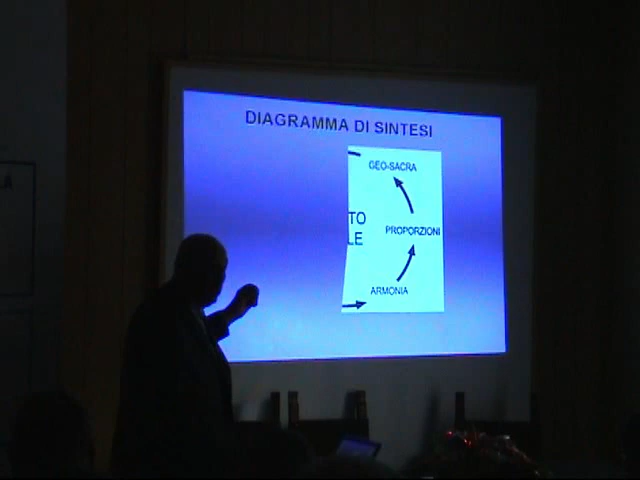 DIAGRAMMA DI SINTESI
GEO-SACRA
TO
LE
PROPORZIONI
ARMONIA